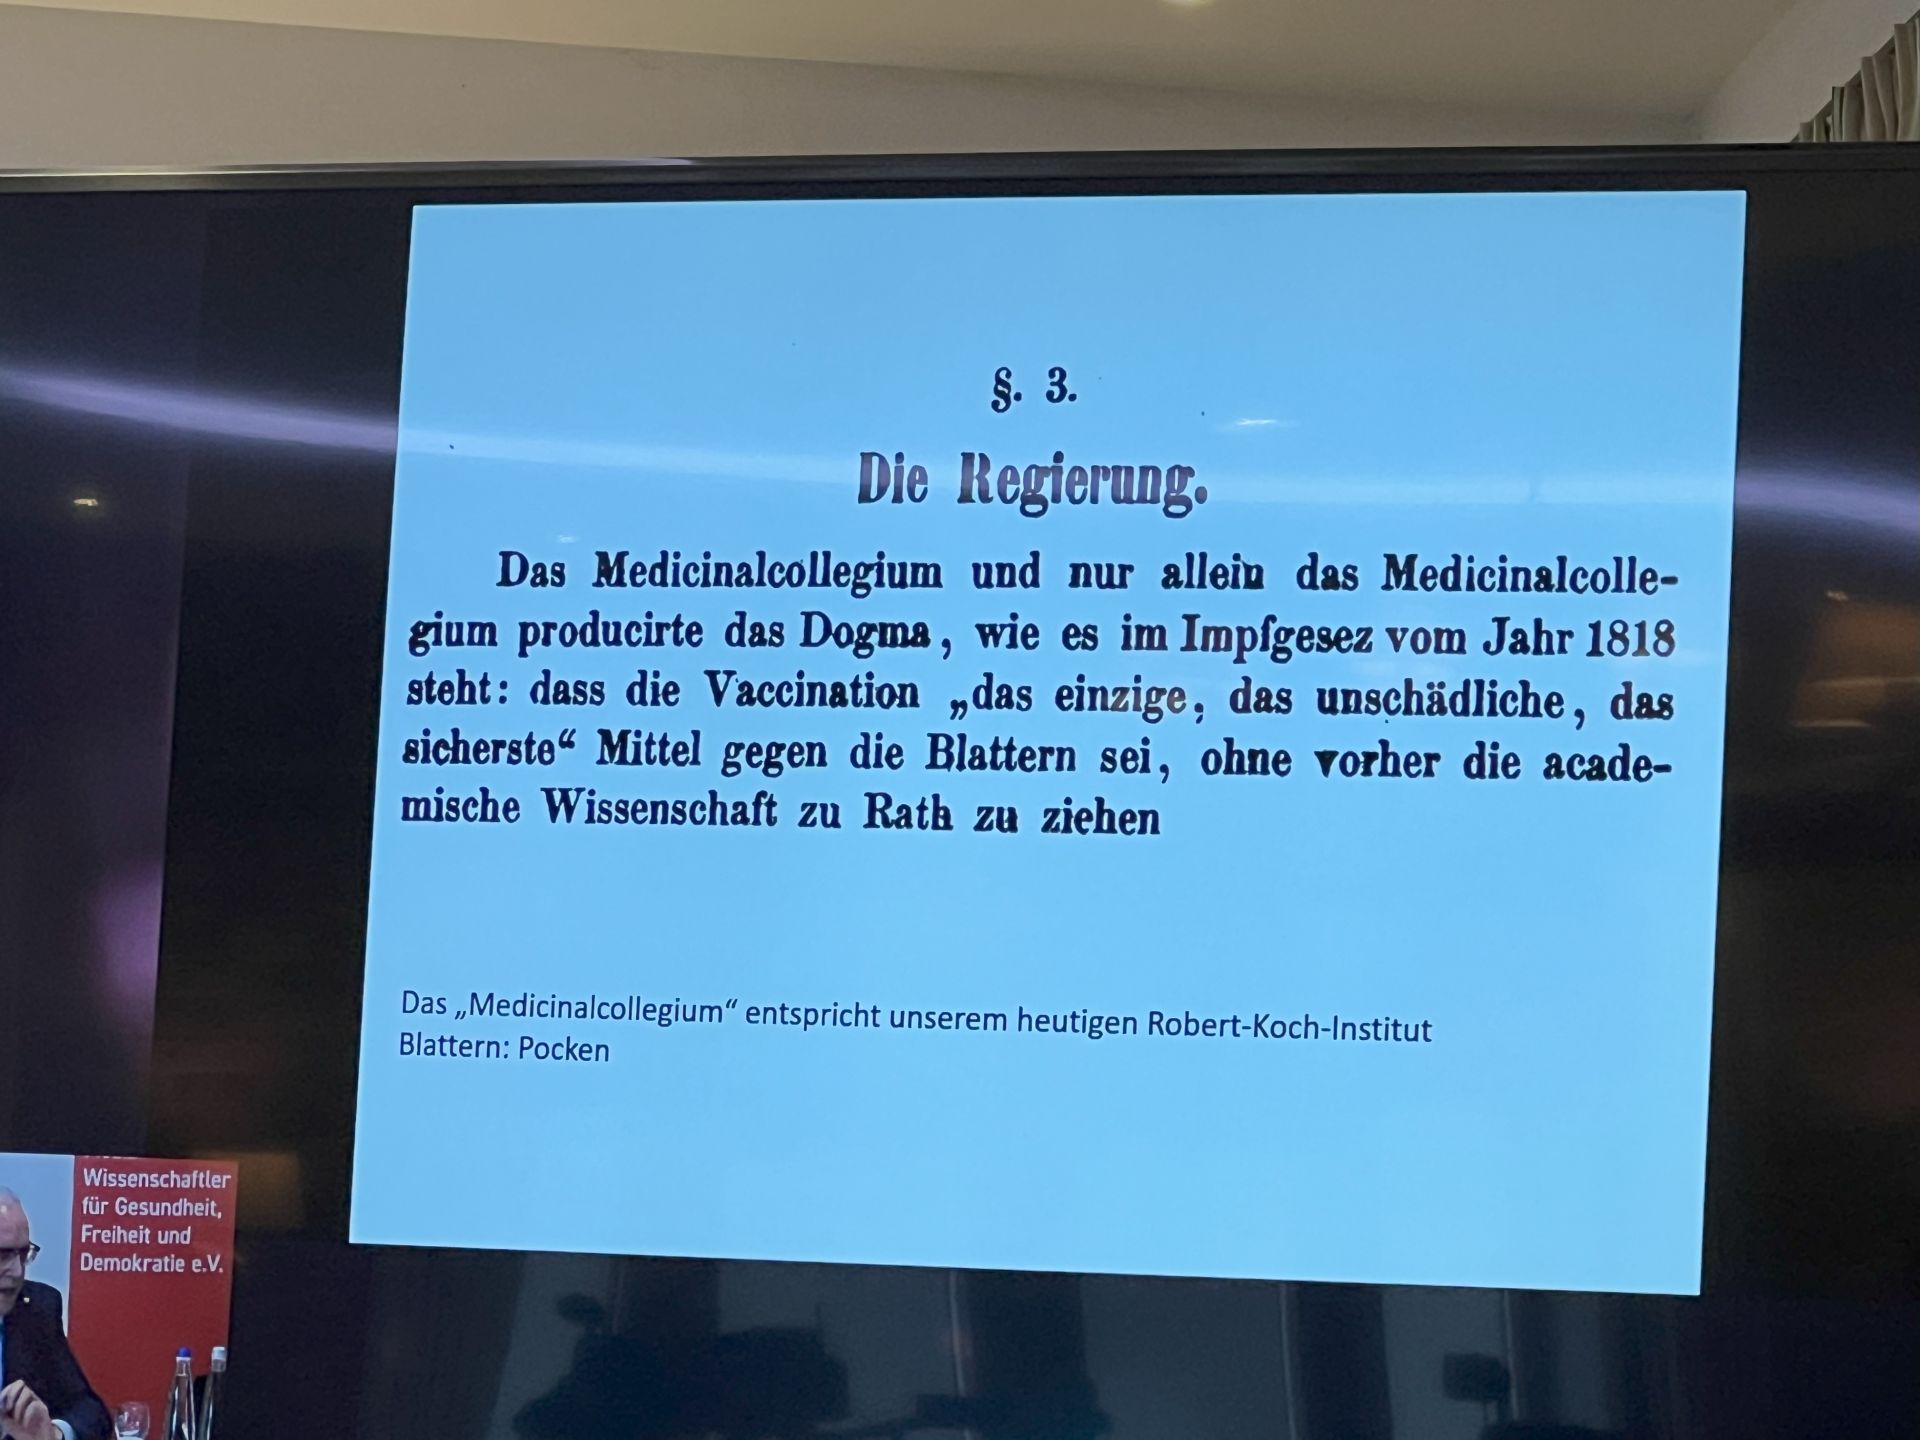 §. 3.
Die Regierung.
Das Medicinalcollegium und nur allein das Medicinalcolle-
gium producirte das Dogma, wie es im Impfgesez vom Jahr 1818
steht: dass die Vaccination „das einzige, das unschädliche, das
sicherste“ Mittel gegen die Blattern sei, ohne vorher die acade-
mische Wissenschaft zu Rath zu ziehen
Das „Medicinalcollegium“ entspricht unserem heutigen Robert-Koch-Institut
Blattern: Pocken
Wissenschaftler
für Gesundheit,
Freiheit und
Demokratie e.V.